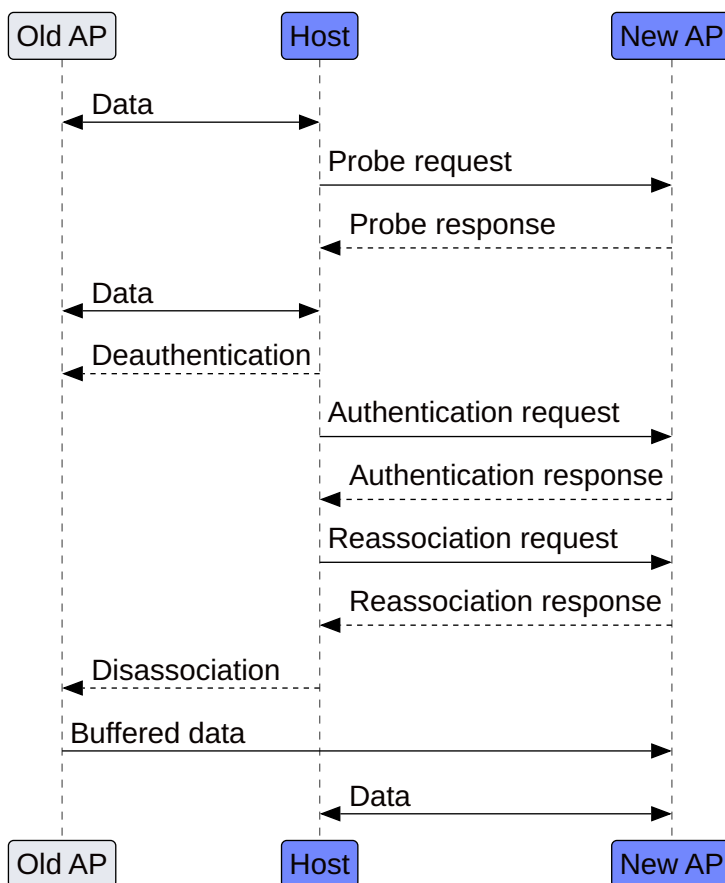 Old AP
Host
New AP
Data
Probe request
Probe response
Data
Deauthentication
Authentication request
Authentication response
Reassociation request
Reassociation response
Disassociation
Buffered data
Data
Old AP
Host
New AP